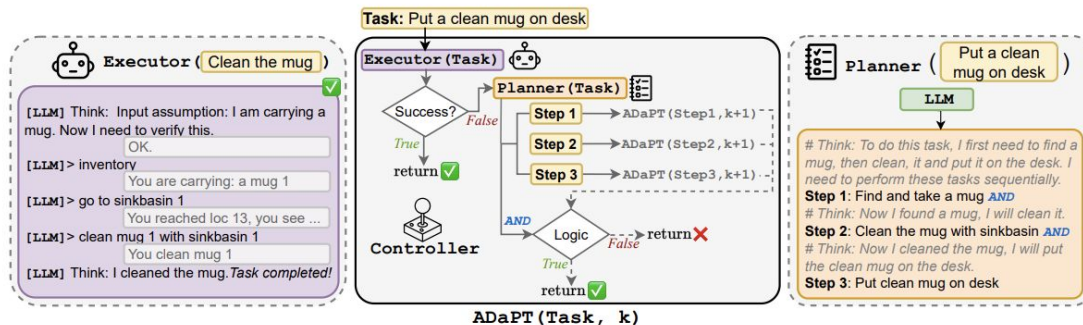 Executor(Clean the mug)
[LLM] Think: Input assumption: I am carrying a
mug. Now I need to verify this.
OK.
[LLM]> inventory
You are carrying: a mug 1
[LLM]> go to sinkbasin 1
You reached loc 13, you see ...
[LLM]> clean mug 1 with sinkbasin 1
You clean mug 1
[LLM] Think: I cleaned the mug.Task completed!
Task: Put a clean mug on desk
Executor(Task)
Success?
False
True
return
Planner(Task)
Step 1
ADaPT(Step1,k+1)
Step 2
ADaPT(Step2,k+1)
Step 3
ADaPT(Step3,k+1)
Controller
AND
Logic
False
return
True
return
ADaPT(Task, k)
Planner (Put a clean
mug on desk)
LLM
# Think: To do this task, I first need to find a
mug, then clean, it and put it on the desk. I
need to perform these tasks sequentially.
Step 1: Find and take a mug AND
# Think: Now I found a mug, I will clean it.
Step 2: Clean the mug with sinkbasin AND
# Think: Now I cleaned the mug, I will put
the clean mug on the desk.
Step 3: Put clean mug on desk